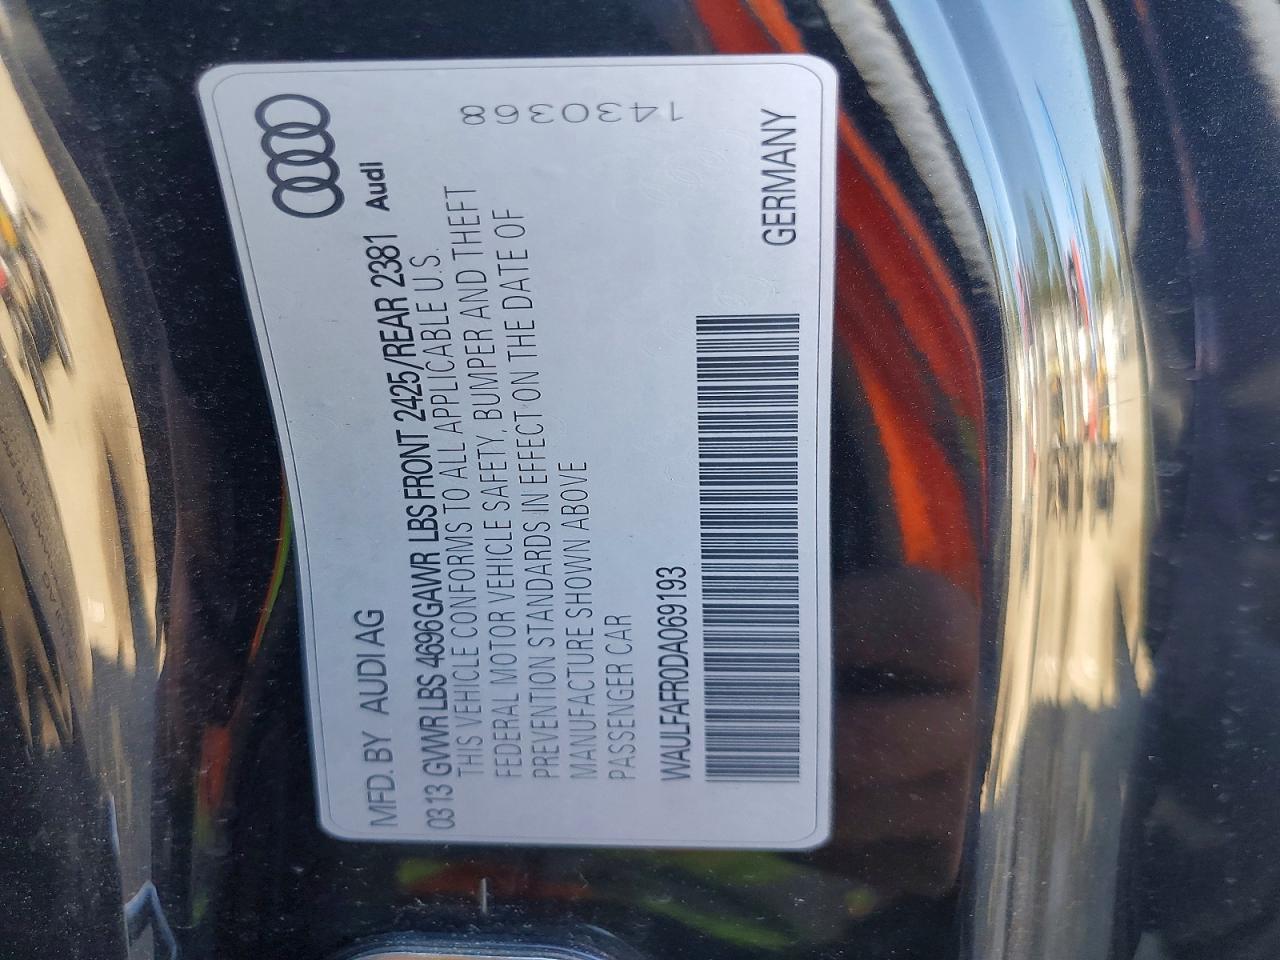 MFD. BY AUDI AG
Audi
0313 GVWR LBS 4696 GAWR LBS FRONT 2425/REAR 2381
THIS VEHICLE CONFORMS TO ALL APPLICABLE U.S.
FEDERAL MOTOR VEHICLE SAFETY, BUMPER AND THEFT
PREVENTION STANDARDS IN EFFECT ON THE DATE OF
MANUFACTURE SHOWN ABOVE
PASSENGER CAR
WAULFAFR0DA069193
GERMANY
1430368